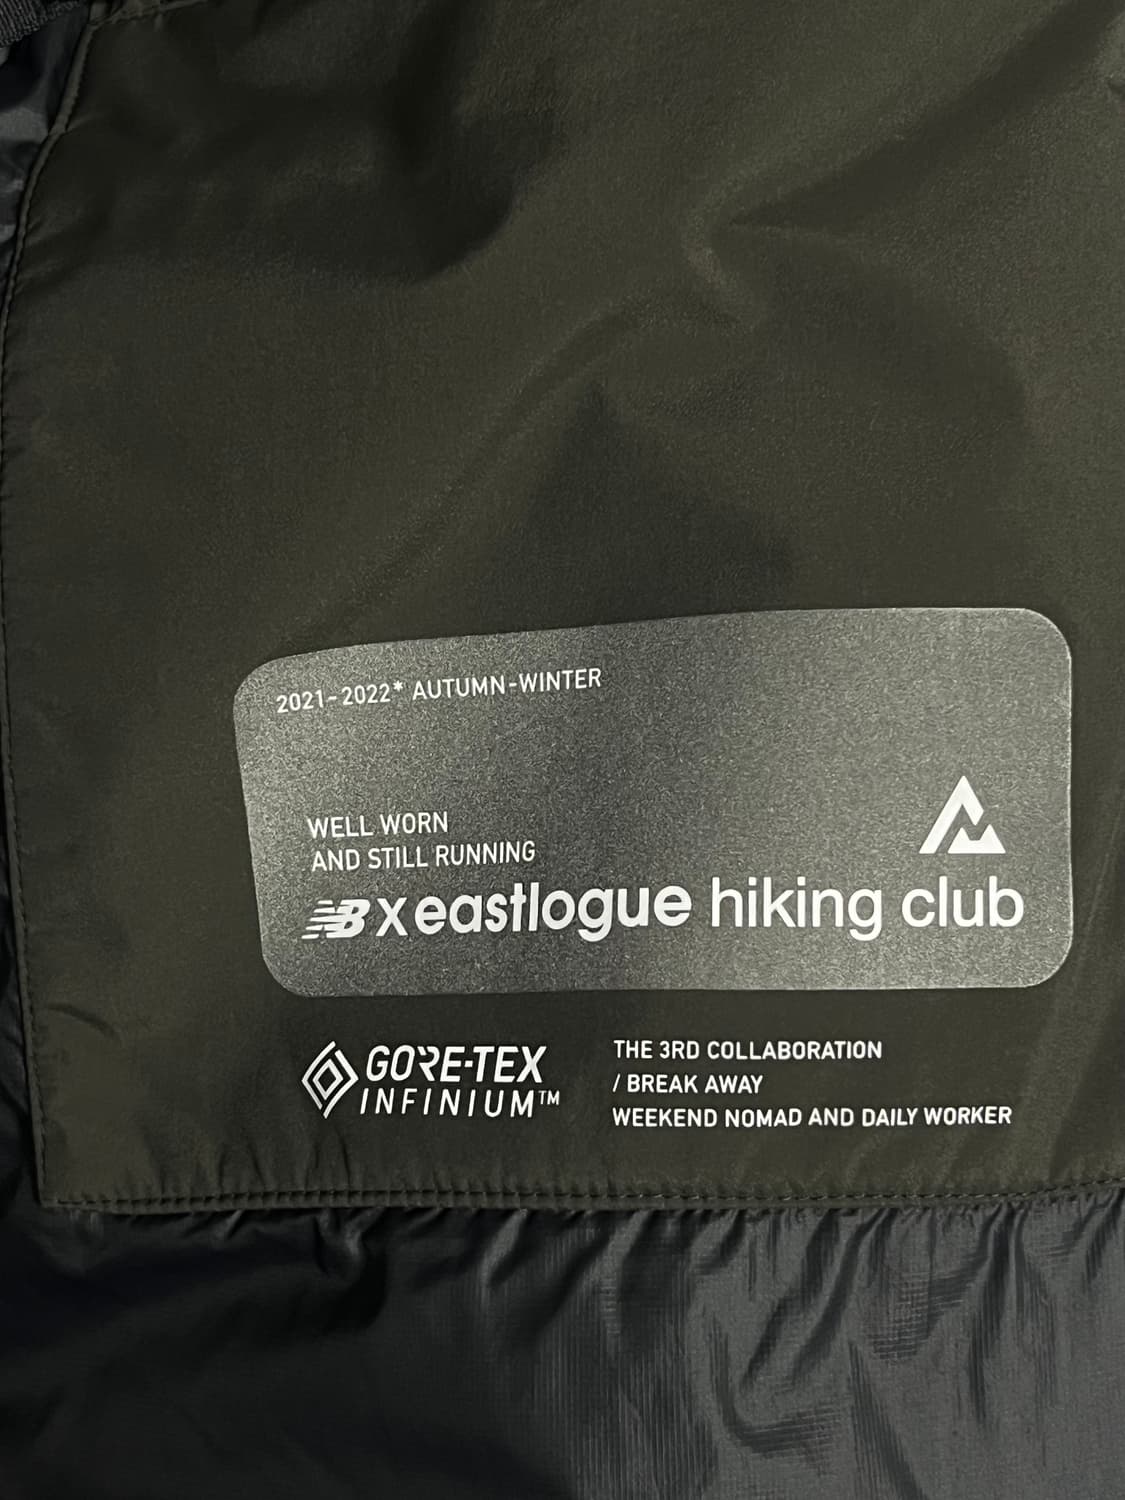 2021-2022* AUTUMN-WINTER
WELL WORN
AND STILL RUNNING
NB x eastlogue hiking club
GORE-TEX
INFINIUM™
THE 3RD COLLABORATION
/ BREAK AWAY
WEEKEND NOMAD AND DAILY WORKER